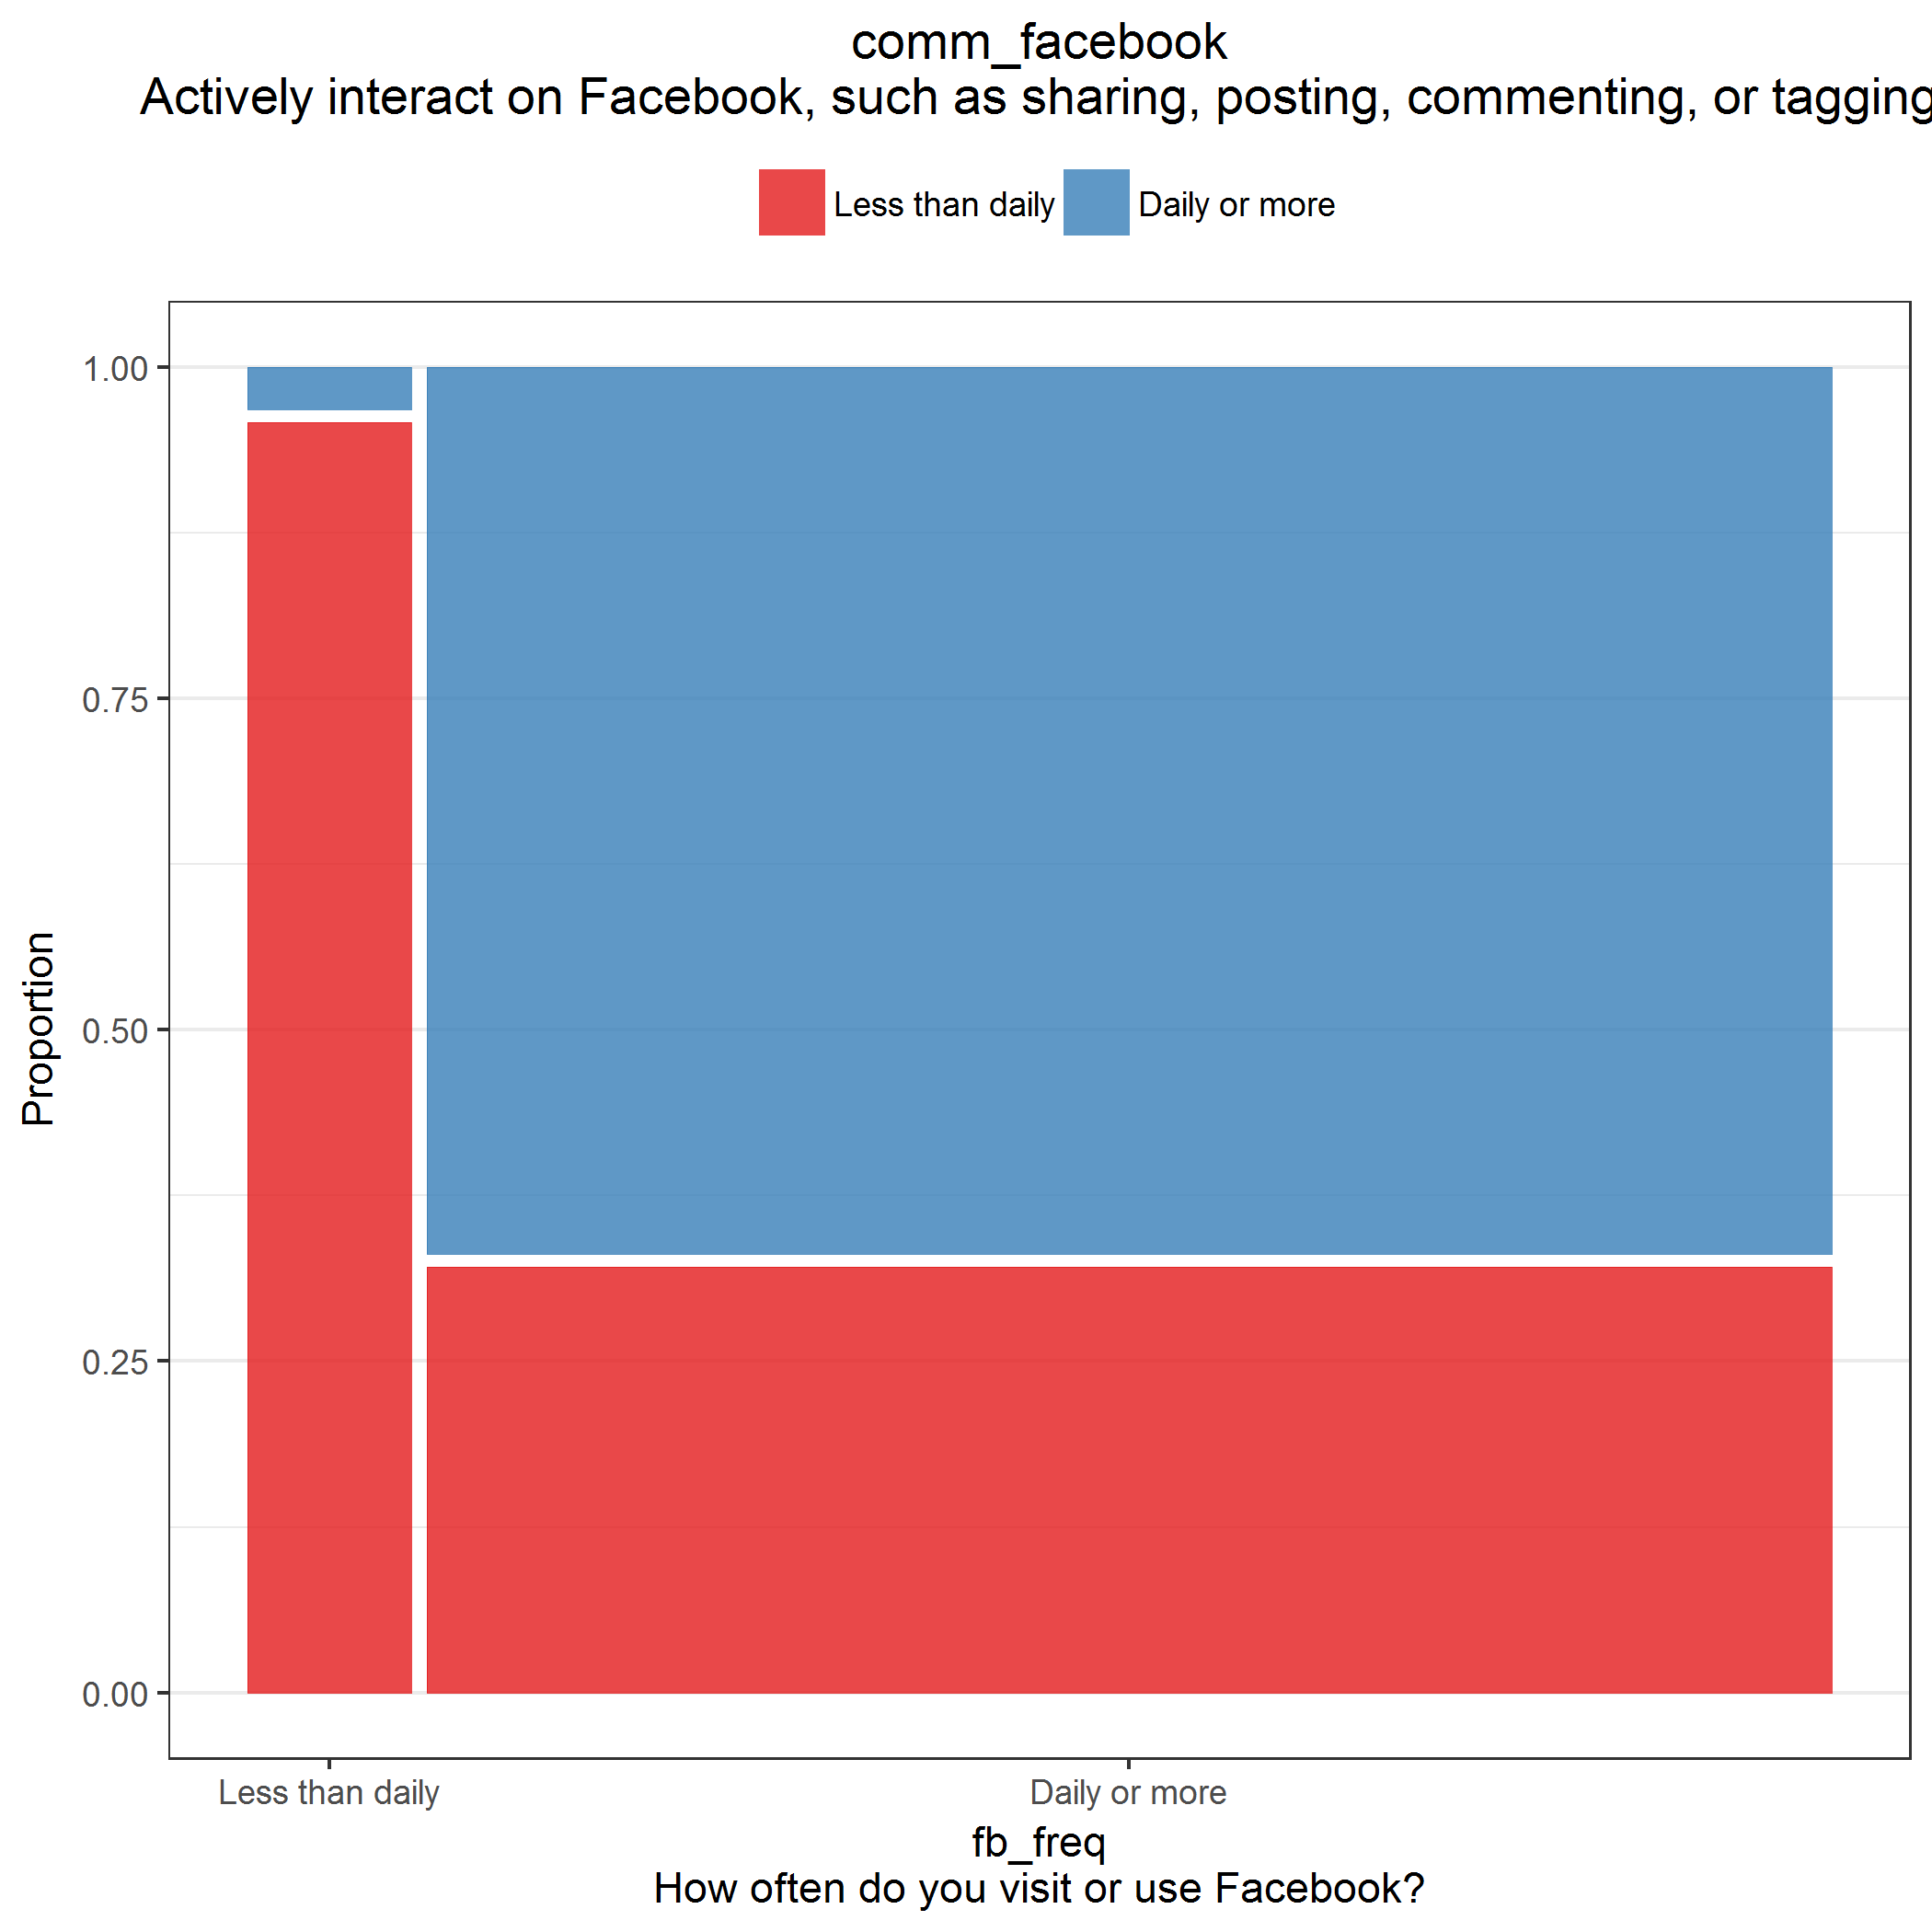 comm_facebook
Actively interact on Facebook, such as sharing, posting, commenting, or tagging
Less than daily Daily or more
1.00
0.75
0.50
0.25
0.00
Proportion
Less than daily Daily or more
fb_freq
How often do you visit or use Facebook?